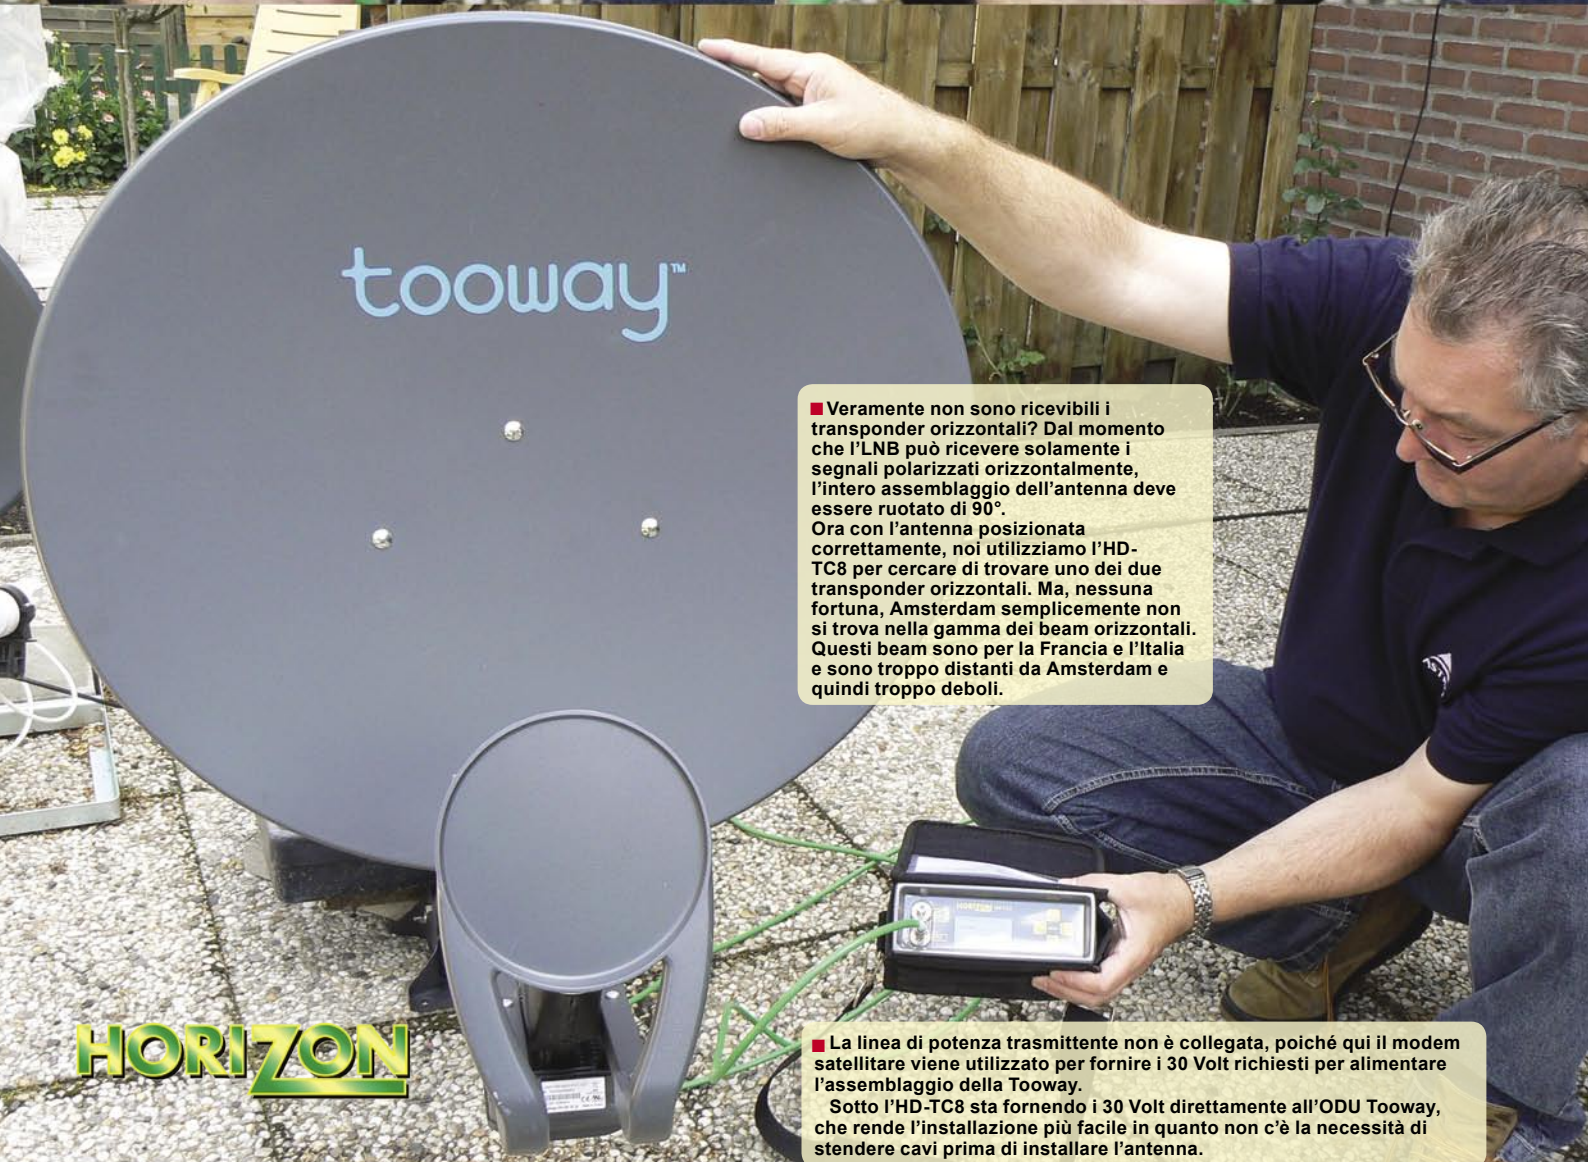 tooway™
■ Veramente non sono ricevibili i
transponder orizzontali? Dal momento
che l’LNB può ricevere solamente i
segnali polarizzati orizzontalmente,
l’intero assemblaggio dell’antenna deve
essere ruotato di 90°.
Ora con l’antenna posizionata
correttamente, noi utilizziamo l’HD-
TC8 per cercare di trovare uno dei due
transponder orizzontali. Ma, nessuna
fortuna, Amsterdam semplicemente non
si trova nella gamma dei beam orizzontali.
Questi beam sono per la Francia e l’Italia
e sono troppo distanti da Amsterdam e
quindi troppo deboli.
HORIZON
HORIZON
■ La linea di potenza trasmittente non è collegata, poiché qui il modem
satellitare viene utilizzato per fornire i 30 Volt richiesti per alimentare
l’assemblaggio della Tooway.
Sotto l’HD-TC8 sta fornendo i 30 Volt direttamente all’ODU Tooway,
che rende l’installazione più facile in quanto non c’è la necessità di
stendere cavi prima di installare l’antenna.